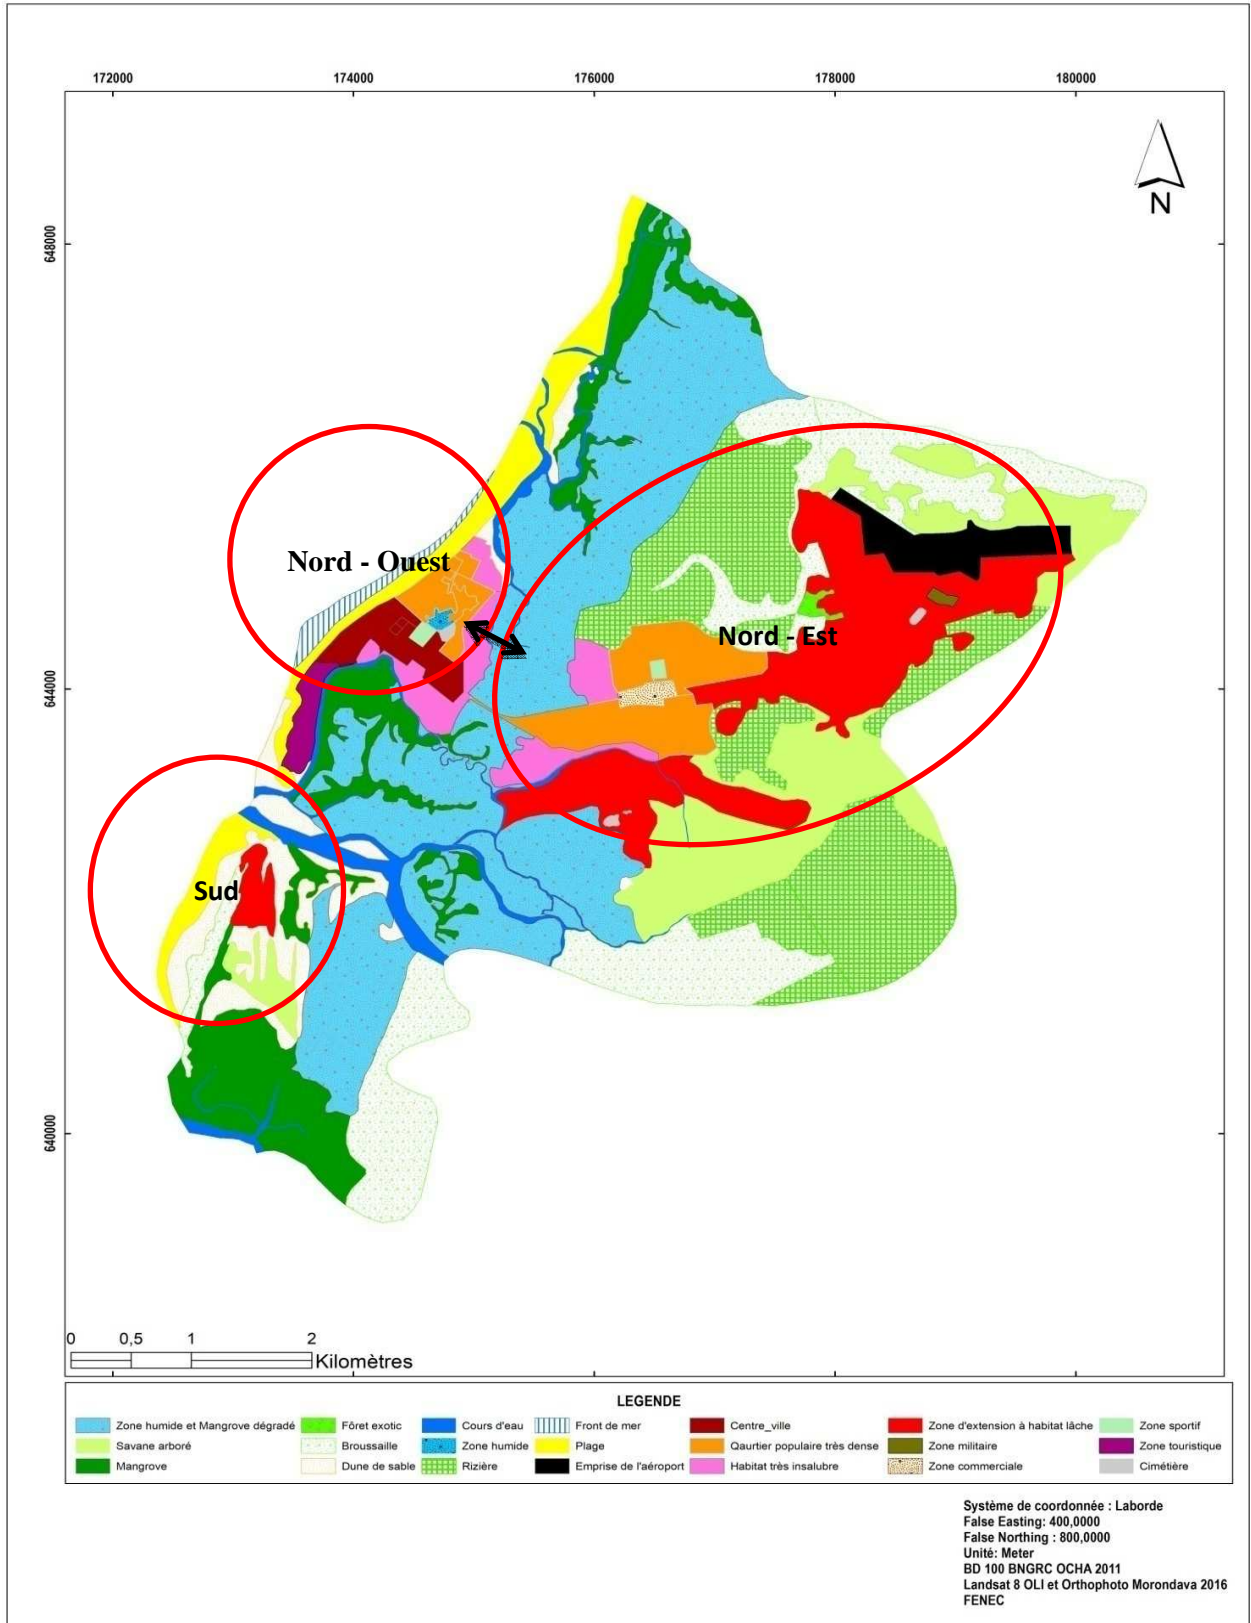 172000 174000 176000 178000 180000
N
648000
644000
640000
Nord - Ouest
Nord - Est
Sud
0 0,5 1 2
Kilomètres
LEGENDE
Zone humide et Mangrove dégradé
Savane arboré
Mangrove
Fôret exotic
Broussaille
Dune de sable
Cours d'eau
Zone humide
Rizière
Front de mer
Plage
Emprise de l'aéroport
Centre_ville
Qaurtier populaire très dense
Habitat très insalubre
Zone d'extension à habitat lâche
Zone militaire
Zone commerciale
Zone sportif
Zone touristique
Cimétière
Système de coordonnée : Laborde
False Easting: 400,0000
False Northing : 800,0000
Unité: Meter
BD 100 BNGRC OCHA 2011
Landsat 8 OLI et Orthophoto Morondava 2016
FENEC